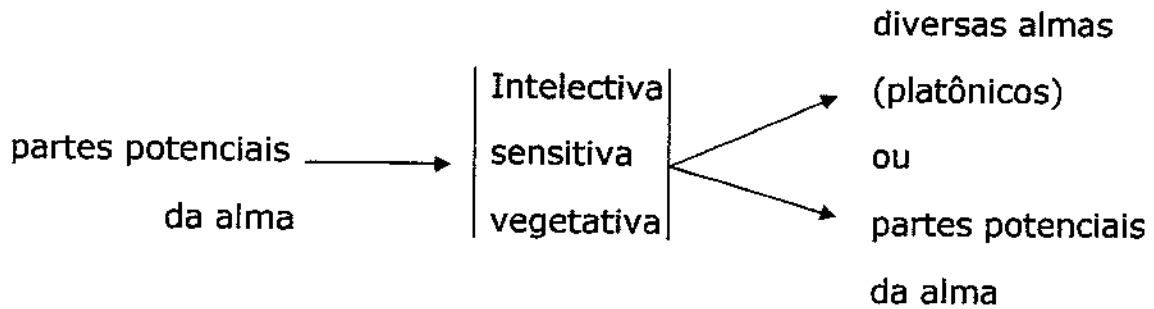 partes potenciais
da alma
Intelectiva
sensitiva
vegetativa
diversas almas
(platônicos)
ou
partes potenciais
da alma